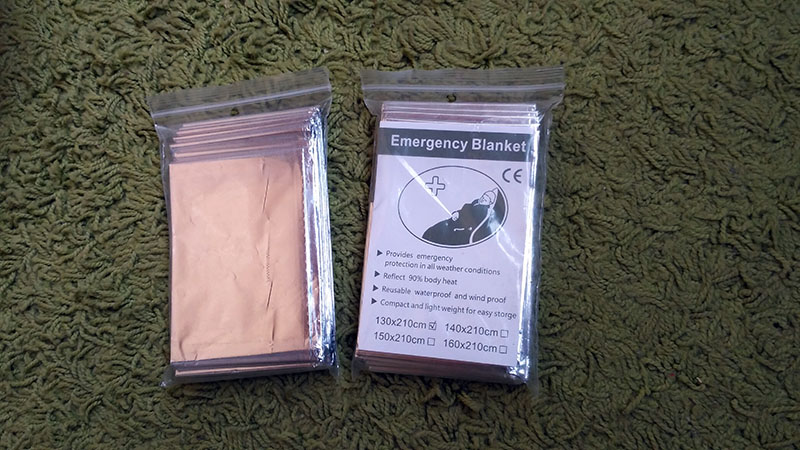 Emergency Blanket
CE
▶ Provides emergency
protection in all weather conditions
▶ Reflect 90% body heat
▶ Reusable waterproof and wind proof
▶ Compact and light weight for easy storge
130x210cm☑ 140x210cm☐
150x210cm☐ 160x210cm☐